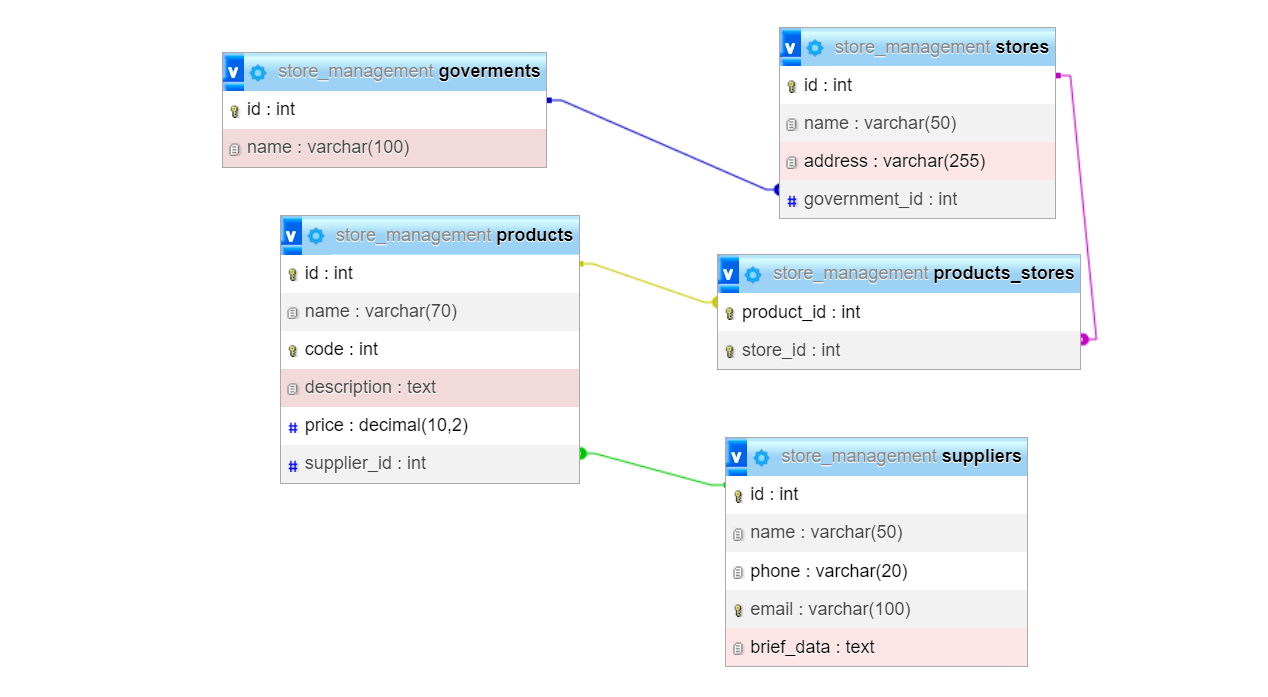 v store_management goverments
id : int
name : varchar(100)
v store_management stores
id : int
name : varchar(50)
address : varchar(255)
# government_id : int
v store_management products
id : int
name : varchar(70)
code : int
description : text
# price : decimal(10,2)
# supplier_id : int
v store_management products_stores
product_id : int
store_id : int
v store_management suppliers
id : int
name : varchar(50)
phone : varchar(20)
email : varchar(100)
brief_data : text